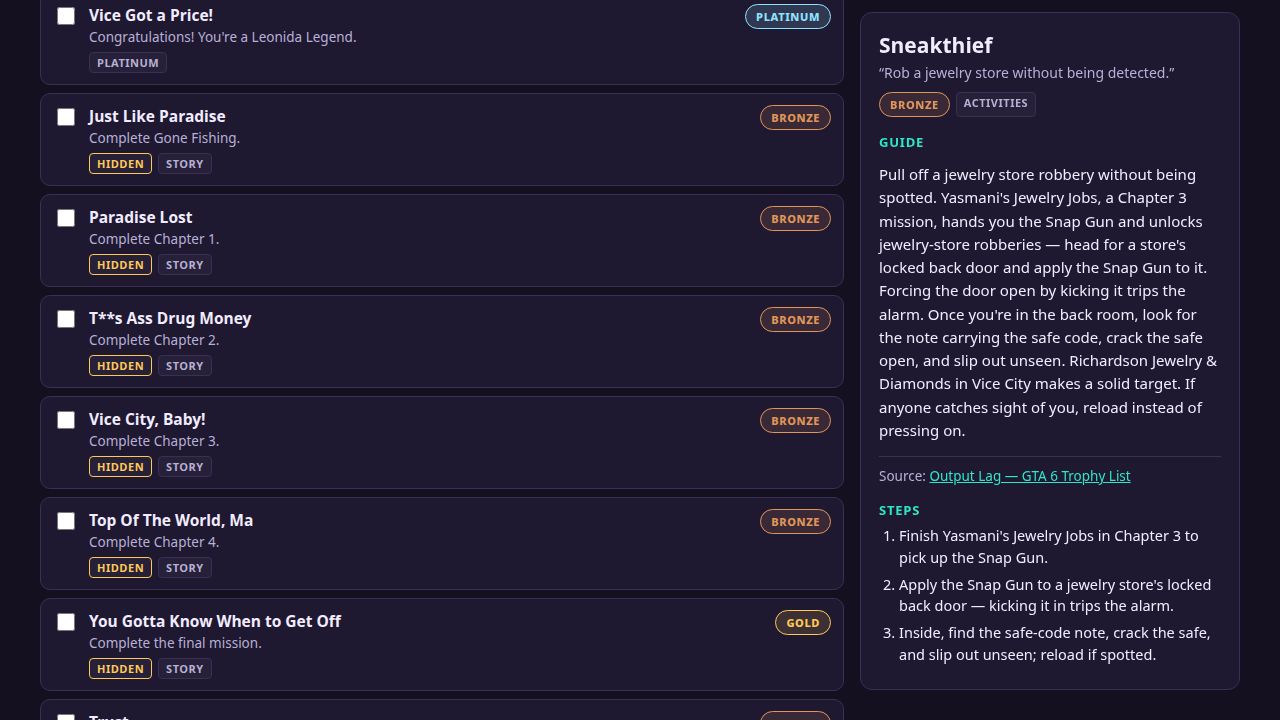 Vice Got a Price!
PLATINUM
Congratulations! You're a Leonida Legend.
PLATINUM
Just Like Paradise
BRONZE
Complete Gone Fishing.
HIDDEN STORY
Paradise Lost
BRONZE
Complete Chapter 1.
HIDDEN STORY
T**s Ass Drug Money
BRONZE
Complete Chapter 2.
HIDDEN STORY
Vice City, Baby!
BRONZE
Complete Chapter 3.
HIDDEN STORY
Top Of The World, Ma
BRONZE
Complete Chapter 4.
HIDDEN STORY
You Gotta Know When to Get Off
GOLD
Complete the final mission.
HIDDEN STORY
Trust
Sneakthief
“Rob a jewelry store without being detected.”
BRONZE ACTIVITIES
GUIDE
Pull off a jewelry store robbery without being
spotted. Yasmani's Jewelry Jobs, a Chapter 3
mission, hands you the Snap Gun and unlocks
jewelry-store robberies — head for a store's
locked back door and apply the Snap Gun to it.
Forcing the door open by kicking it trips the
alarm. Once you're in the back room, look for
the note carrying the safe code, crack the safe
open, and slip out unseen. Richardson Jewelry &
Diamonds in Vice City makes a solid target. If
anyone catches sight of you, reload instead of
pressing on.
Source: Output Lag — GTA 6 Trophy List
STEPS
1. Finish Yasmani's Jewelry Jobs in Chapter 3 to
pick up the Snap Gun.
2. Apply the Snap Gun to a jewelry store's locked
back door — kicking it in trips the alarm.
3. Inside, find the safe-code note, crack the safe,
and slip out unseen; reload if spotted.